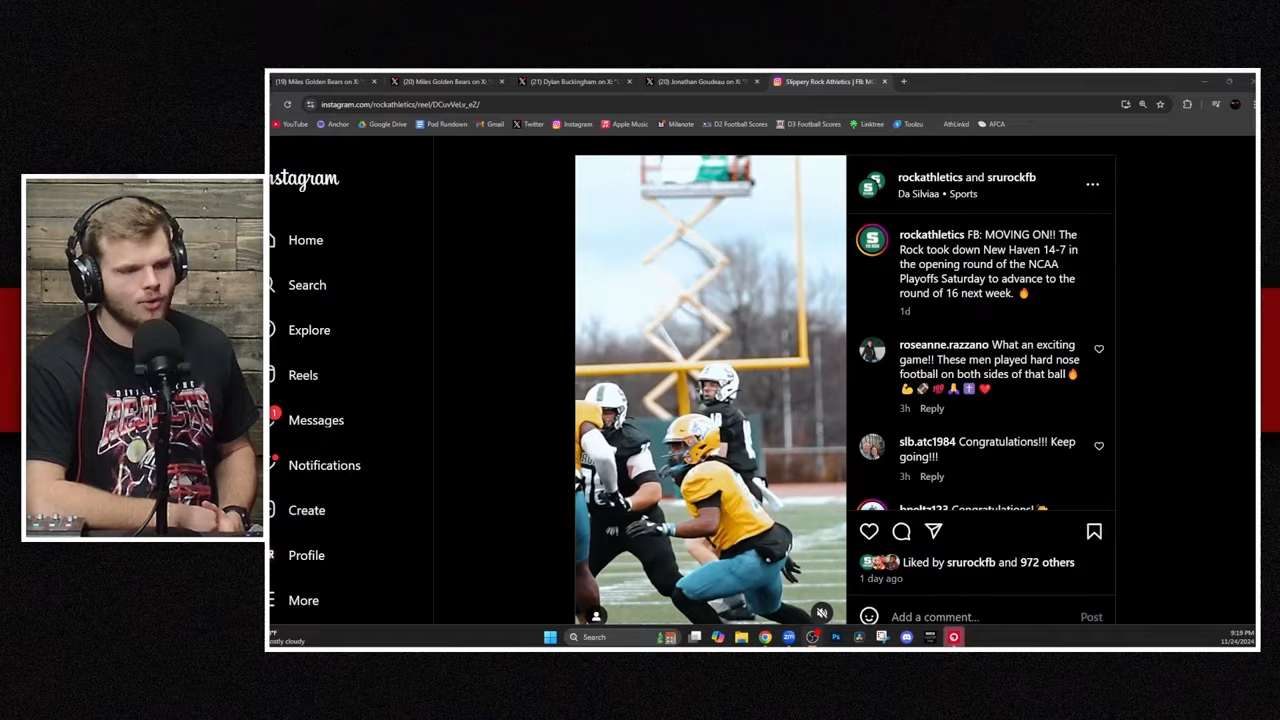 (19) Miles Golden Bears on X: "
(20) Miles Golden Bears on X: "
(21) Dylan Buckingham on X: "
(20) Jonathan Goudeau on X: "
Slippery Rock Athletics | FB: M
instagram.com/rockathletics/reel/DCuvVeLv_eZ/
YouTube
Anchor
Google Drive
Pod Rundown
Gmail
Twitter
Instagram
Apple Music
Milanote
D2 Football Scores
D3 Football Scores
Linktree
Toolzu
AthLinkd
AFCA
nstagram
Home
Search
Explore
Reels
1
Messages
Notifications
Create
Profile
More
rockathletics and srurockfb
Da Silviaa • Sports
rockathletics FB: MOVING ON!! The
Rock took down New Haven 14-7 in
the opening round of the NCAA
Playoffs Saturday to advance to the
round of 16 next week. 🔥
1d
roseanne.razzano What an exciting
game!! These men played hard nose
football on both sides of that ball🔥
💪🏈💯🙏✝️❤️
3h Reply
slb.atc1984 Congratulations!!! Keep
going!!!
3h Reply
Liked by srurockfb and 972 others
1 day ago
Add a comment...
Post
°F
ostly cloudy
Search
9:19 PM
11/24/2024